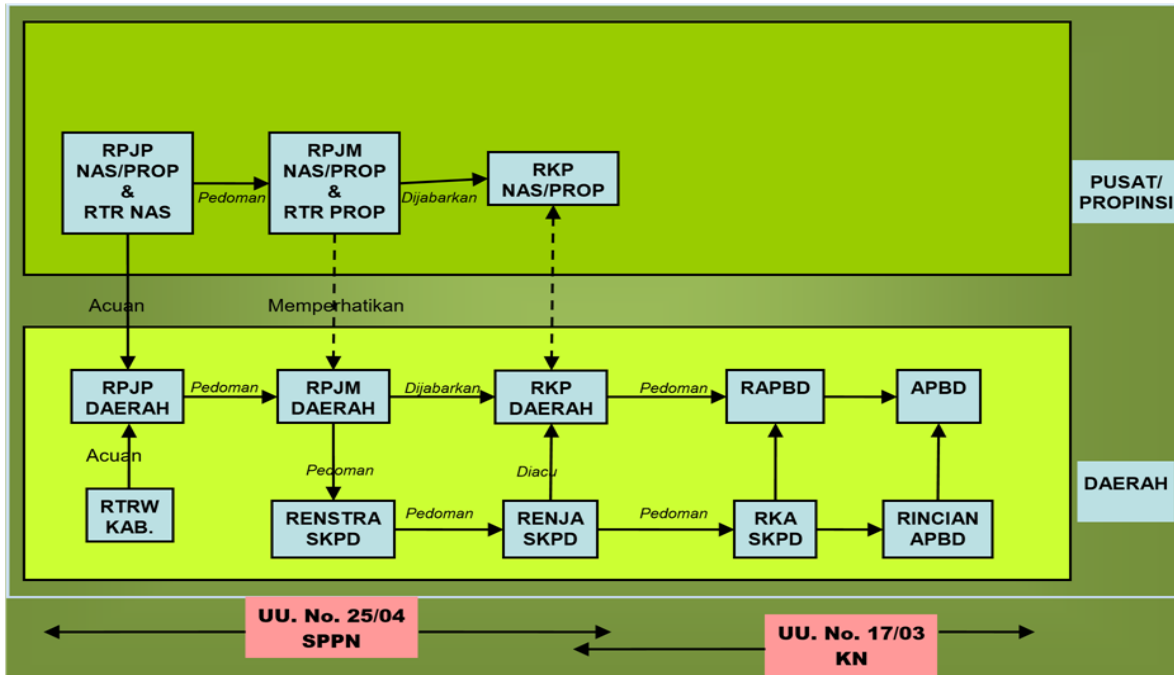 RPJP
NAS/PROP
&
RTR NAS
Pedoman
RPJM
NAS/PROP
&
RTR PROP
Dijabarkan
RKP
NAS/PROP
PUSAT/
PROPINSI
Acuan
Memperhatikan
RPJP
DAERAH
Pedoman
RPJM
DAERAH
Dijabarkan
RKP
DAERAH
Pedoman
RAPBD
APBD
Acuan
Pedoman
Diacu
DAERAH
RTRW
KAB.
RENSTRA
SKPD
Pedoman
RENJA
SKPD
Pedoman
RKA
SKPD
RINCIAN
APBD
UU. No. 25/04
SPPN
UU. No. 17/03
KN